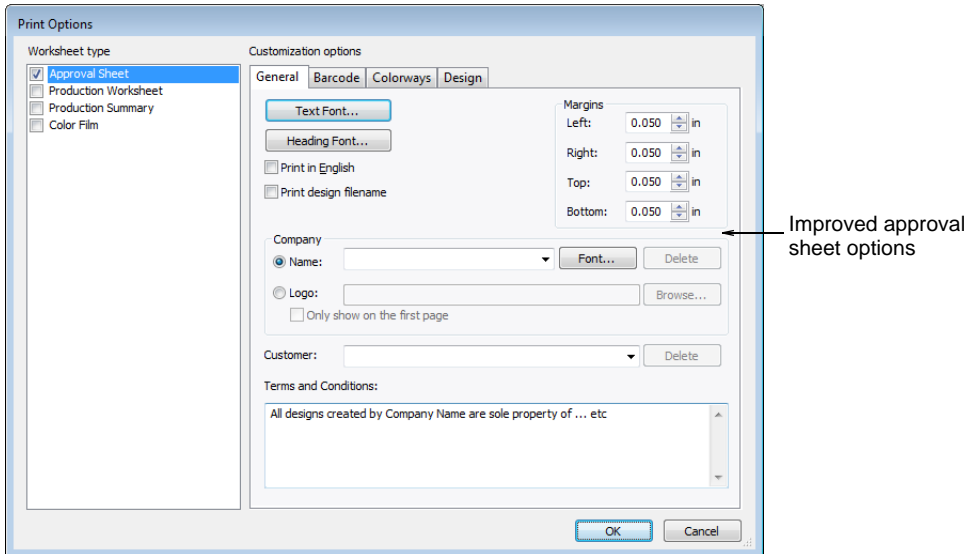 Print Options
Worksheet type
Approval Sheet
Production Worksheet
Production Summary
Color Film
Customization options
General Barcode Colorways Design
Text Font...
Heading Font...
Print in English
Print design filename
Margins
Left: 0.050 in
Right: 0.050 in
Top: 0.050 in
Bottom: 0.050 in
Company
Name: Font... Delete
Logo: Browse...
Only show on the first page
Customer: Delete
Terms and Conditions:
All designs created by Company Name are sole property of ... etc
OK Cancel
Improved approval
sheet options